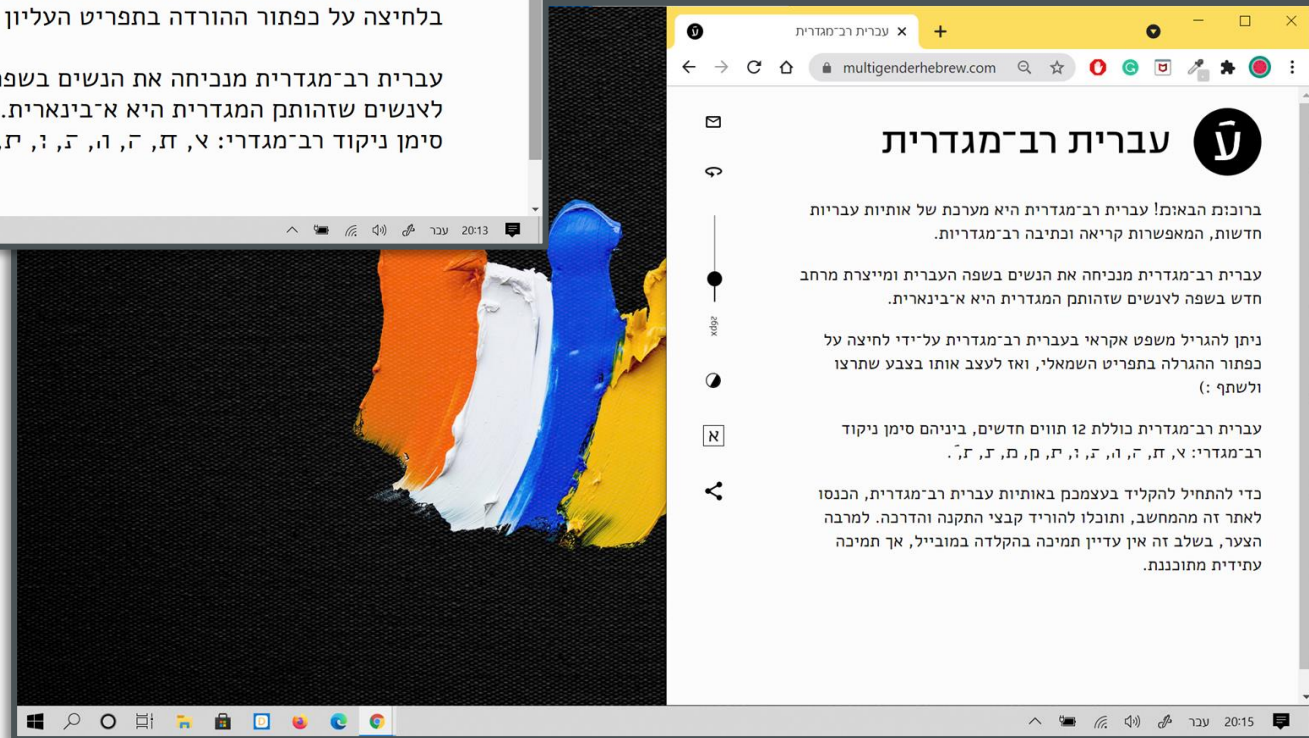 בלחיצה על כפתור ההורדה בתפריט העליון
עברית רב־מגדרית מנכיחה את הנשים בשפה
לאנשים שזהותם המגדרית היא א־בינארית.
סימן ניקוד רב־מגדרי:
20:13
עבר
עברית רב־מגדרית
multigenderhebrew.com
עברית רב־מגדרית
הבאות! עברית רב־מגדרית היא מערכת של אותיות עבריות
חדשות, המאפשרות קריאה וכתיבה רב־מגדריות.
עברית רב־מגדרית מנכיחה את הנשים בשפה העברית ומייצרת מרחב
חדש בשפה לאנשים שזהותם המגדרית היא א־בינארית.
ניתן להגריל משפט אקראי בעברית רב־מגדרית על־ידי לחיצה על
כפתור ההגרלה בתפריט השמאלי, ואז לעצב אותו בצבע שתרצו
ולשתף :)
עברית רב־מגדרית כוללת 12 תווים חדשים, ביניהם סימן ניקוד
רב־מגדרי:
כדי להתחיל להקליד בעצמכם באותיות עברית רב־מגדרית, הכנסו
לאתר זה מהמחשב, ותוכלו להוריד קבצי התקנה והדרכה. למרבה
הצער, בשלב זה אין עדיין תמיכה בהקלדה במובייל, אך תמיכה
עתידית מתוכננת.
96px
א
20:15
עבר